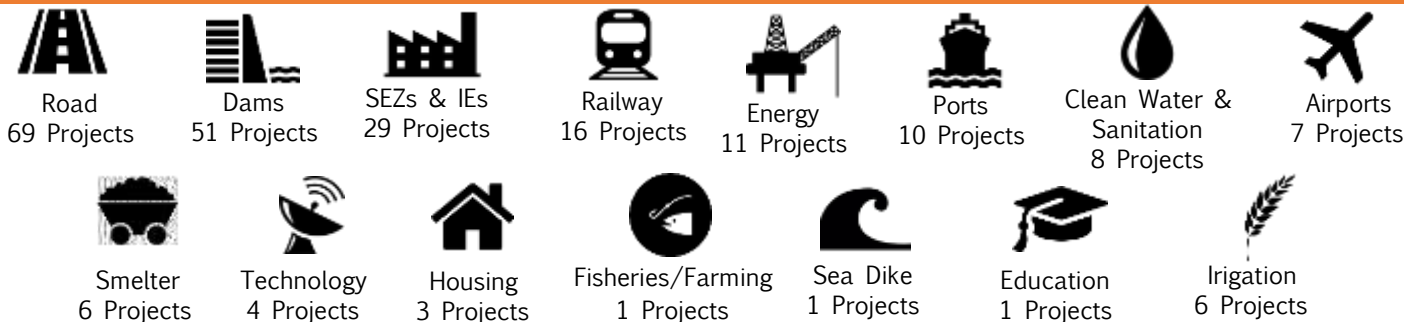 Road
69 Projects
Dams
51 Projects
SEZs & IEs
29 Projects
Railway
16 Projects
Energy
11 Projects
Ports
10 Projects
Clean Water &
Sanitation
8 Projects
Airports
7 Projects
Smelter
6 Projects
Technology
4 Projects
Housing
3 Projects
Fisheries/Farming
1 Projects
Sea Dike
1 Projects
Education
1 Projects
Irigation
6 Projects